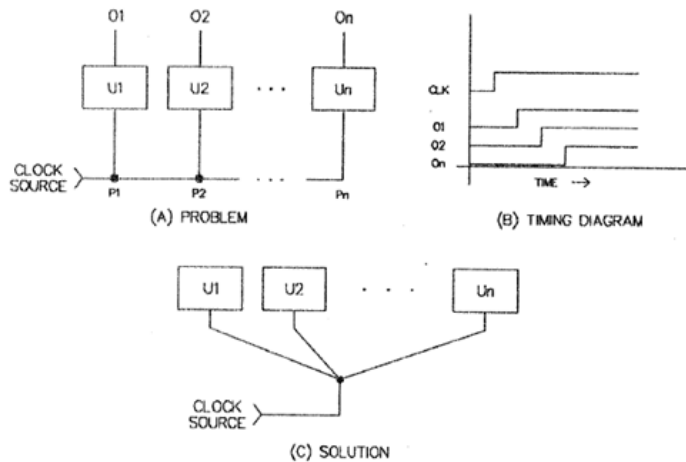 O1 O2 On
U1 U2 ... Un
CLOCK
SOURCE
P1 P2 ... Pn
(A) PROBLEM
CLK
O1
O2
On
TIME →
(B) TIMING DIAGRAM
U1 U2 . . . Un
CLOCK
SOURCE
(C) SOLUTION